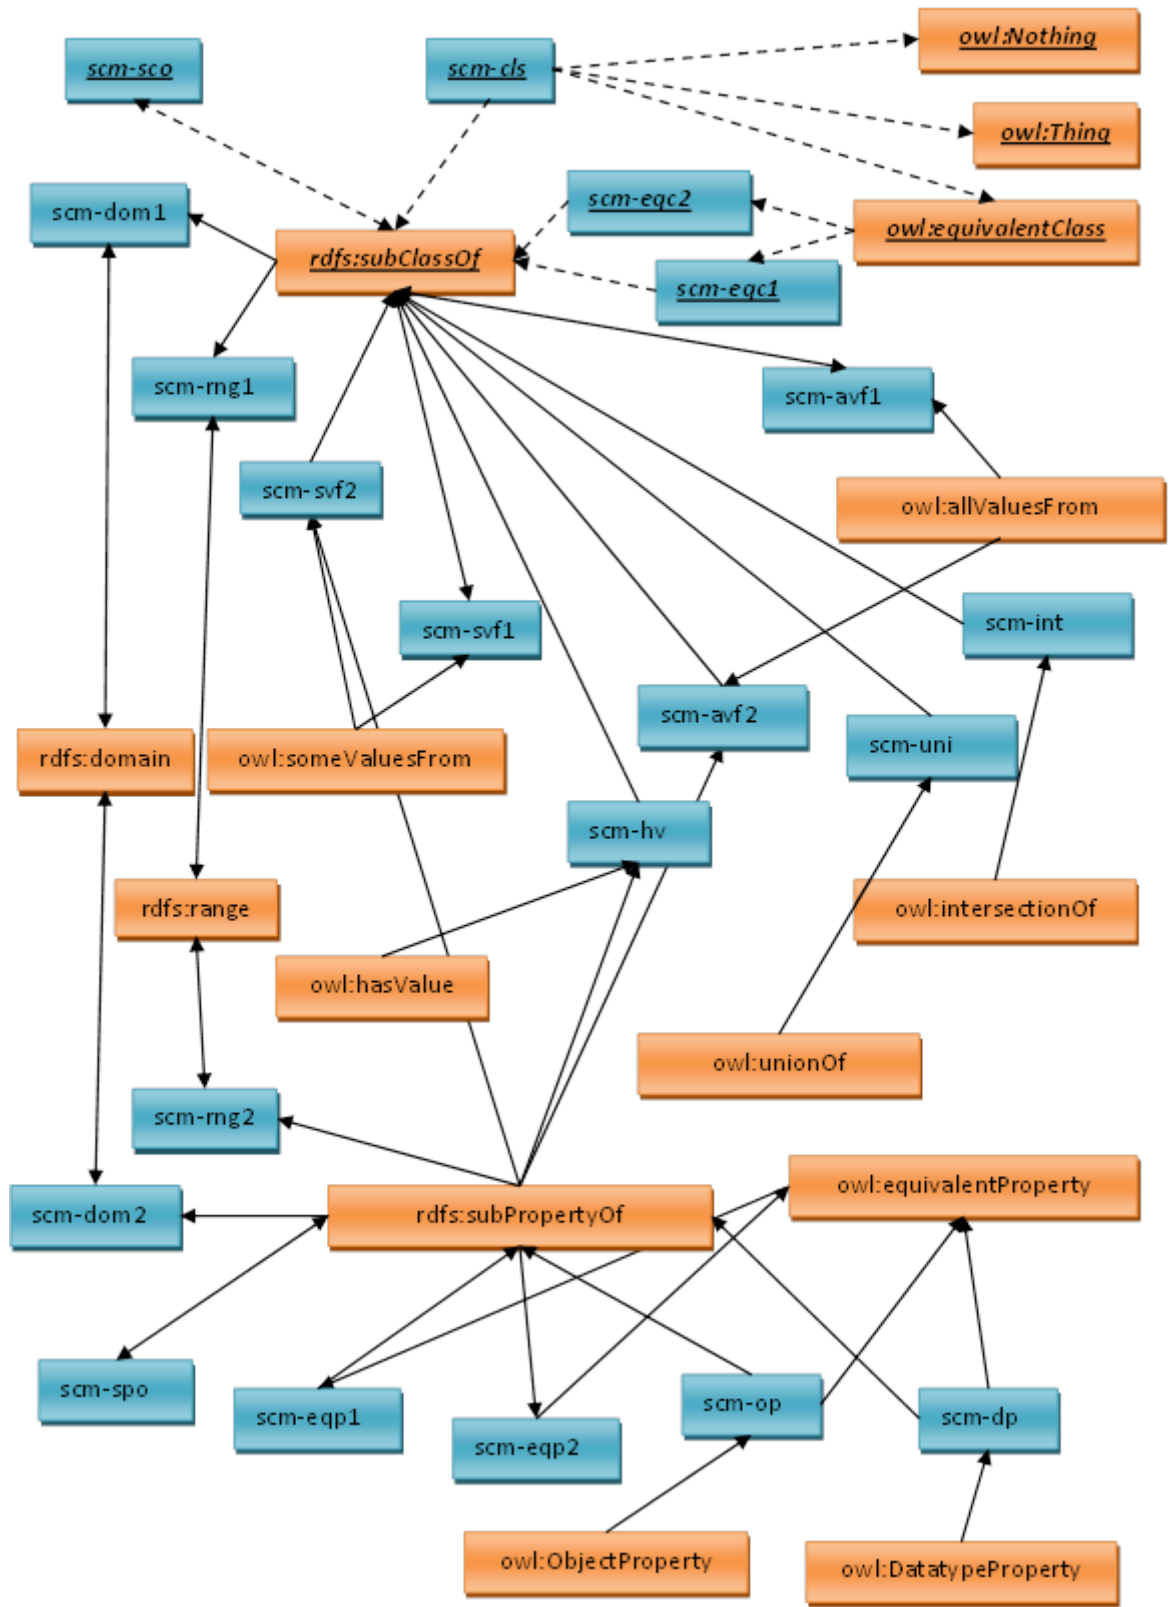 owl:Nothing
scm-sco
scm-cls
owl:Thing
scm-dom1
scm-eqc2
owl:equivalentClass
rdfs:subClassOf
scm-eqc1
scm-rng1
scm-avf1
scm-svf2
owl:allValuesFrom
scm-svf1
scm-int
scm-avf2
scm-uni
rdfs:domain
owl:someValuesFrom
scm-hv
rdfs:range
owl:intersectionOf
owl:hasValue
owl:unionOf
scm-rng2
owl:equivalentProperty
scm-dom2
rdfs:subPropertyOf
scm-spo
scm-eqp1
scm-op
scm-dp
scm-eqp2
owl:ObjectProperty
owl:DatatypeProperty